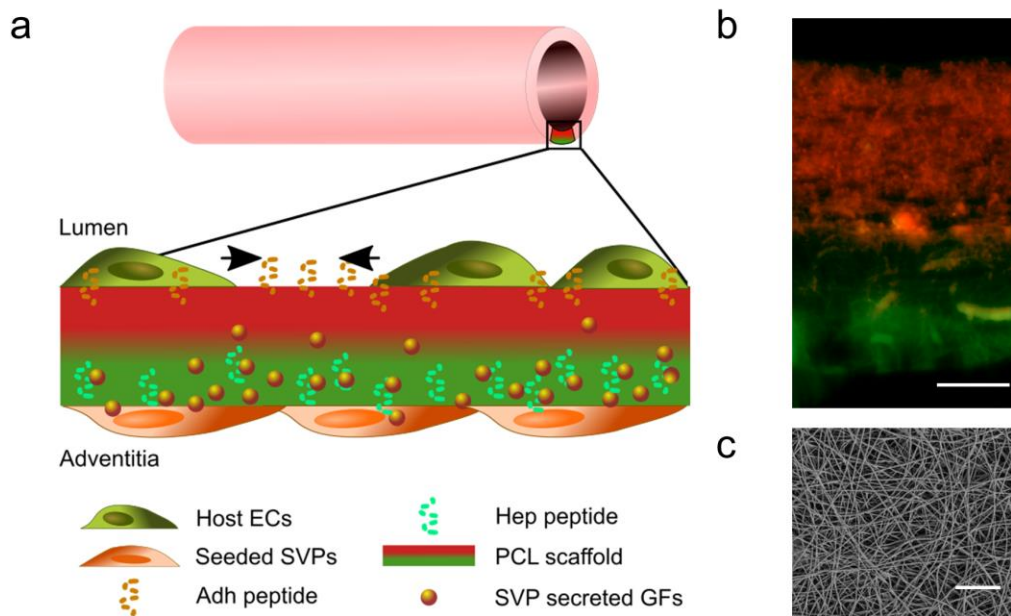 a
b
Lumen
Adventitia
Host ECs
Hep peptide
Seeded SVPs
PCL scaffold
Adh peptide
SVP secreted GFs
c